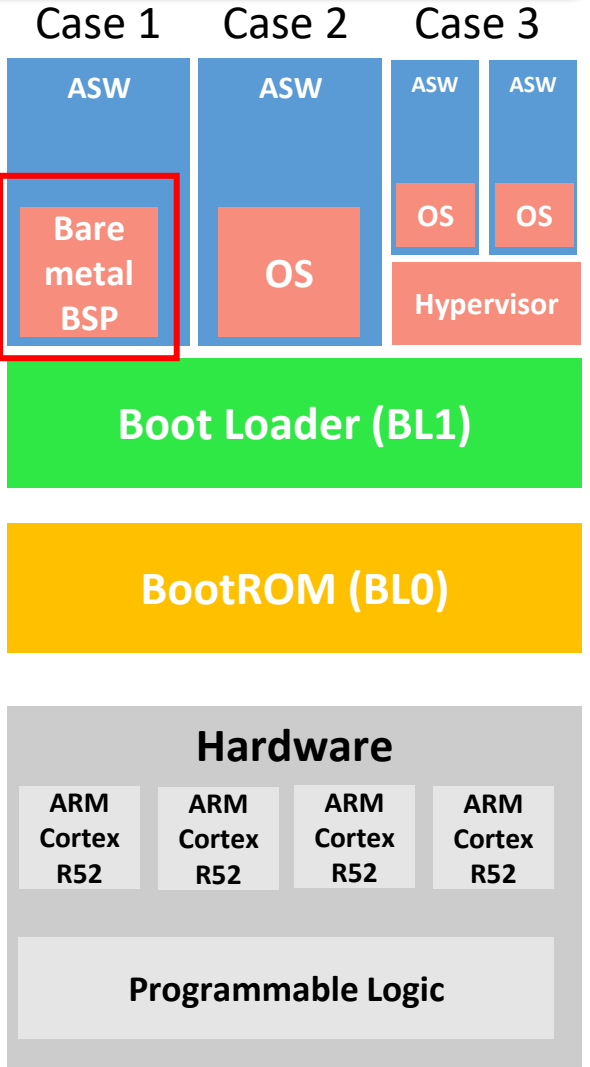 Case 1
Case 2
Case 3
ASW
ASW
ASW
ASW
Bare
metal
BSP
OS
OS
OS
Hypervisor
Boot Loader (BL1)
BootROM (BL0)
Hardware
ARM
Cortex
R52
ARM
Cortex
R52
ARM
Cortex
R52
ARM
Cortex
R52
Programmable Logic